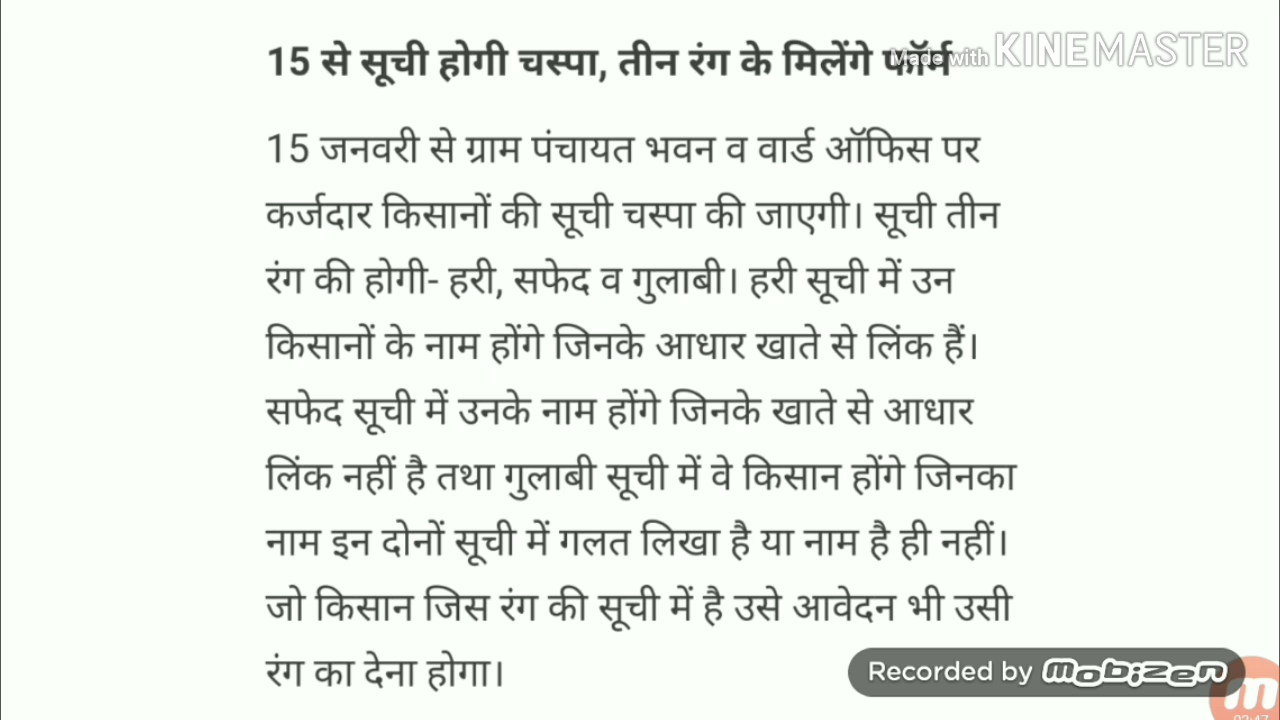 15 से सूची होगी चस्पा, तीन रंग के मिलेंगे फॉर्म
Made with KINEMASTER
15 जनवरी से ग्राम पंचायत भवन व वार्ड ऑफिस पर
कर्जदार किसानों की सूची चस्पा की जाएगी। सूची तीन
रंग की होगी- हरी, सफेद व गुलाबी। हरी सूची में उन
किसानों के नाम होंगे जिनके आधार खाते से लिंक हैं।
सफेद सूची में उनके नाम होंगे जिनके खाते से आधार
लिंक नहीं है तथा गुलाबी सूची में वे किसान होंगे जिनका
नाम इन दोनों सूची में गलत लिखा है या नाम है ही नहीं।
जो किसान जिस रंग की सूची में है उसे आवेदन भी उसी
रंग का देना होगा।
Recorded by mobizen